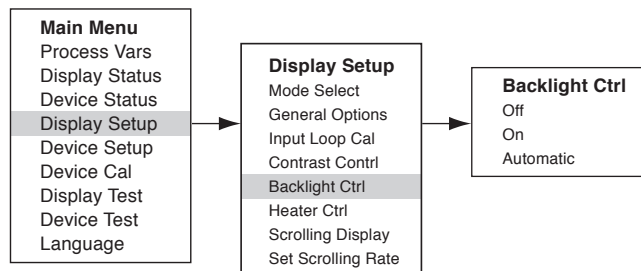 Main Menu
Process Vars
Display Status
Device Status
Display Setup
Device Setup
Device Cal
Display Test
Device Test
Language
Display Setup
Mode Select
General Options
Input Loop Cal
Contrast Contrl
Backlight Ctrl
Heater Ctrl
Scrolling Display
Set Scrolling Rate
Backlight Ctrl
Off
On
Automatic